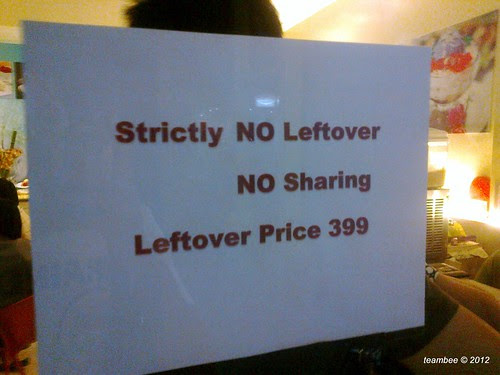 Strictly NO Leftover
NO Sharing
Leftover Price 399
teambee © 2012